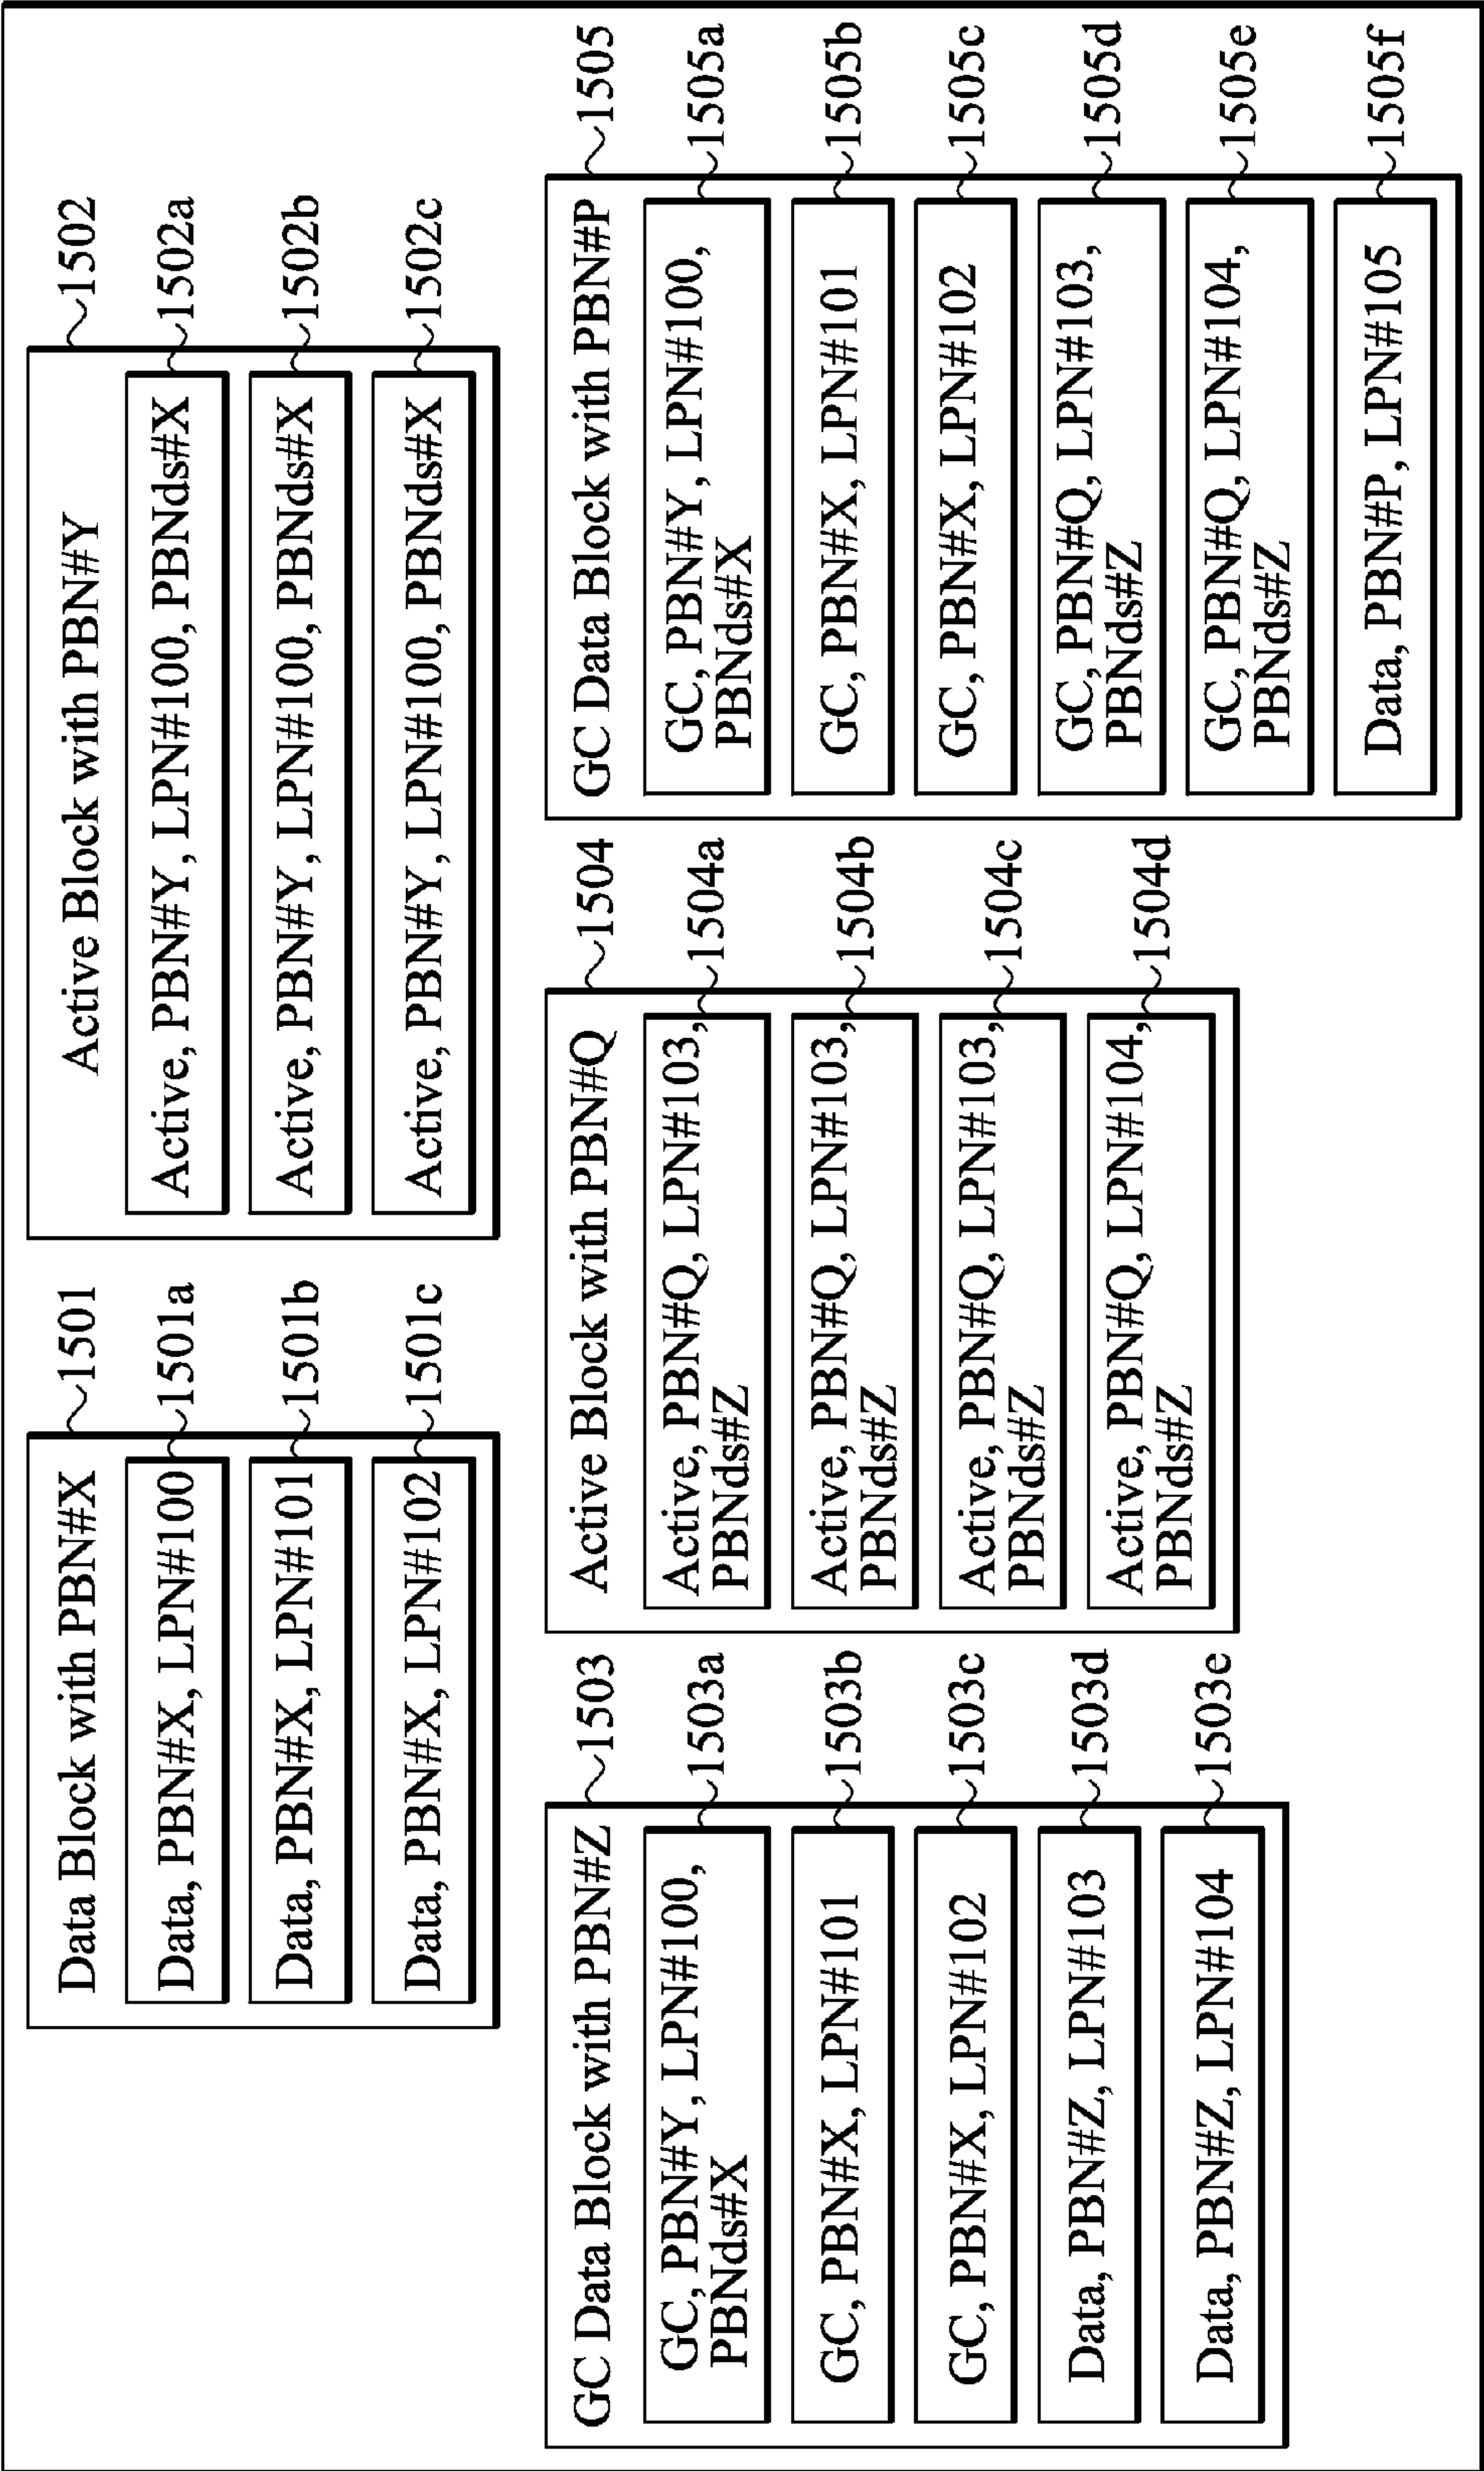 Data Block with PBN#X
1501
Data, PBN#X, LPN#100
1501a
Data, PBN#X, LPN#101
1501b
Data, PBN#X, LPN#102
1501c
Active Block with PBN#Y
1502
Active, PBN#Y, LPN#100, PBNds#X
1502a
Active, PBN#Y, LPN#100, PBNds#X
1502b
Active, PBN#Y, LPN#100, PBNds#X
1502c
GC Data Block with PBN#Z
1503
GC, PBN#Y, LPN#100,
PBNds#X
1503a
GC, PBN#X, LPN#101
1503b
GC, PBN#X, LPN#102
1503c
Data, PBN#Z, LPN#103
1503d
Data, PBN#Z, LPN#104
1503e
Active Block with PBN#Q
1504
Active, PBN#Q, LPN#103,
PBNds#Z
1504a
Active, PBN#Q, LPN#103,
PBNds#Z
1504b
Active, PBN#Q, LPN#103,
PBNds#Z
1504c
Active, PBN#Q, LPN#104,
PBNds#Z
1504d
GC Data Block with PBN#P
1505
GC, PBN#Y, LPN#100,
PBNds#X
1505a
GC, PBN#X, LPN#101
1505b
GC, PBN#X, LPN#102
1505c
GC, PBN#Q, LPN#103,
PBNds#Z
1505d
GC, PBN#Q, LPN#104,
PBNds#Z
1505e
Data, PBN#P, LPN#105
1505f